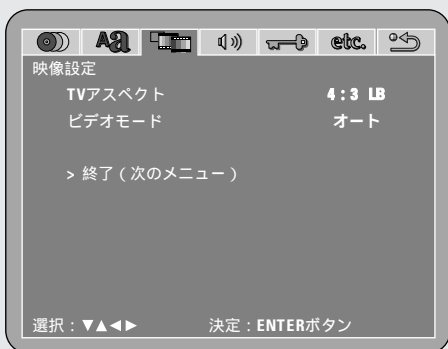 Aa etc.
映像設定
TVアスペクト 4:3 LB
ビデオモード オート
> 終了(次のメニュー)
選択:▼▲◀▶ 決定:ENTERボタン